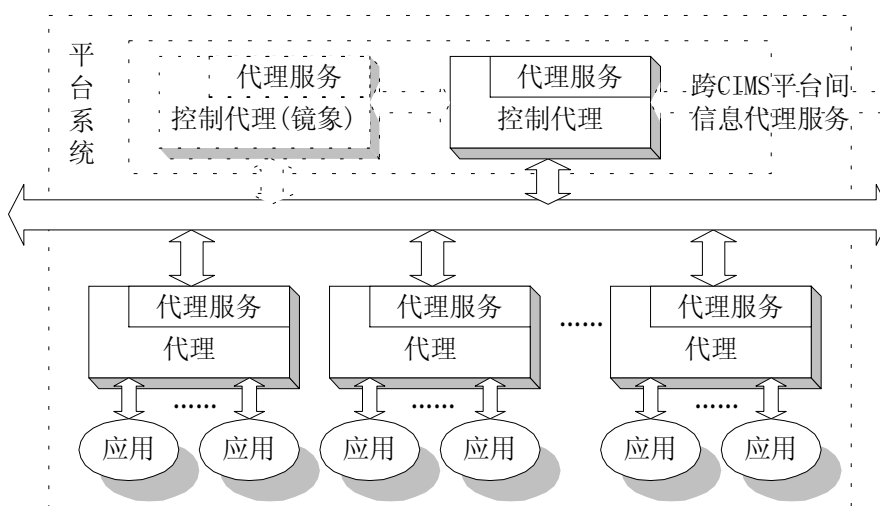 平台系统
代理服务
控制代理(镜象)
代理服务
控制代理
跨CIMS平台间
信息代理服务
代理服务
代理
代理服务
代理
……
代理服务
代理
……
……
……
应用
应用
应用
应用
应用
应用